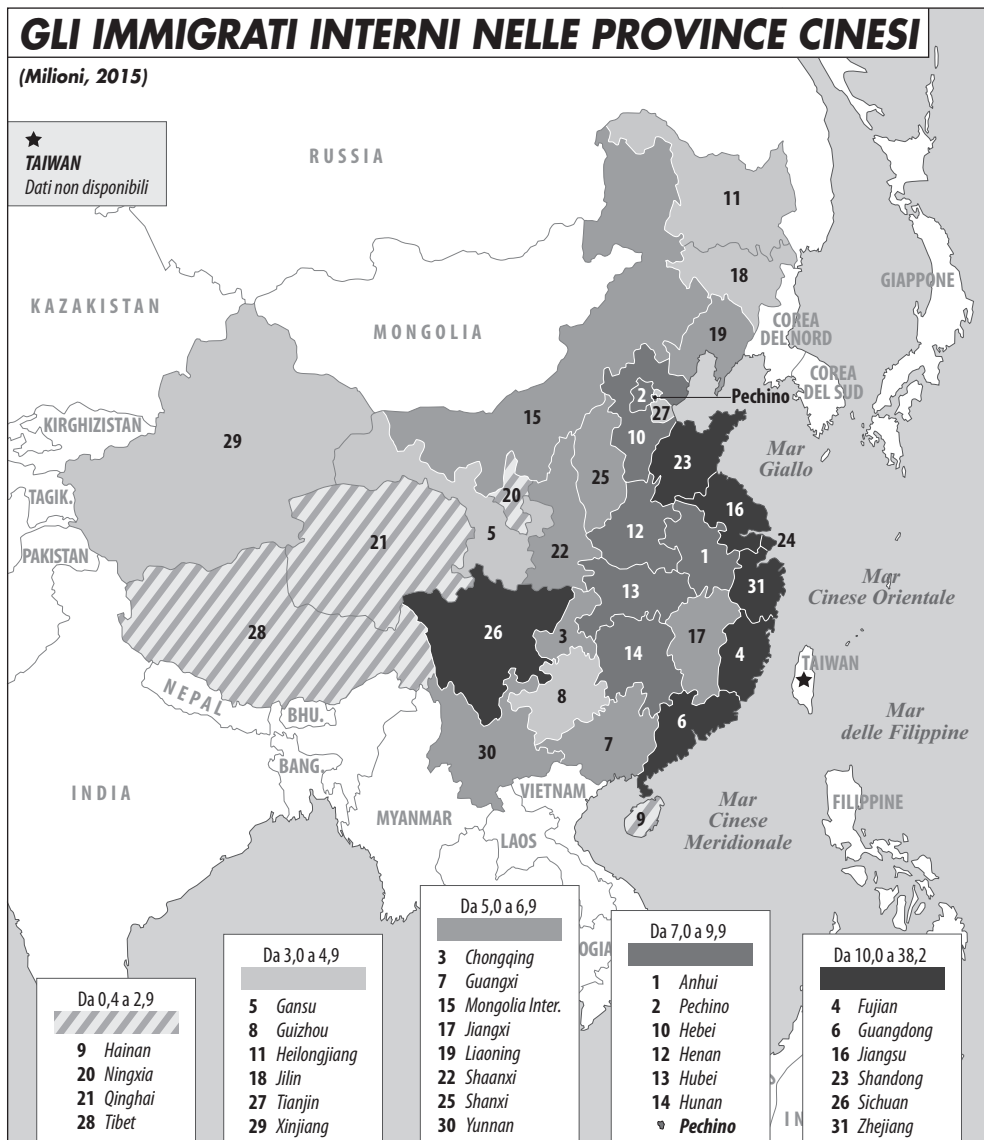 GLI IMMIGRATI INTERNI NELLE PROVINCE CINESI
(Milioni, 2015)
TAIWAN
Dati non disponibili
RUSSIA
11
18
GIAPPONE
KAZAKISTAN
MONGOLIA
COREA
DEL NORD
19
COREA
DEL SUD
2
Pechino
27
15
KIRGHIZISTAN
29
10
Mar
Giallo
23
25
TAGIK.
20
16
5
12
21
22
24
PAKISTAN
1
31
Mar
Cinese Orientale
13
28
26
3
17
14
4
TAIWAN
NEPAL
8
BHU.
6
Mar
delle Filippine
30
7
BANG.
INDIA
VIETNAM
MYANMAR
9
Mar
Cinese
Meridionale
FILIPPINE
LAOS
OGIA
IN
Da 0,4 a 2,9
9 Hainan
20 Ningxia
21 Qinghai
28 Tibet
Da 3,0 a 4,9
5 Gansu
8 Guizhou
11 Heilongjiang
18 Jilin
27 Tianjin
29 Xinjiang
Da 5,0 a 6,9
3 Chongqing
7 Guangxi
15 Mongolia Inter.
17 Jiangxi
19 Liaoning
22 Shaanxi
25 Shanxi
30 Yunnan
Da 7,0 a 9,9
1 Anhui
2 Pechino
10 Hebei
12 Henan
13 Hubei
14 Hunan
Pechino
Da 10,0 a 38,2
4 Fujian
6 Guangdong
16 Jiangsu
23 Shandong
26 Sichuan
31 Zhejiang